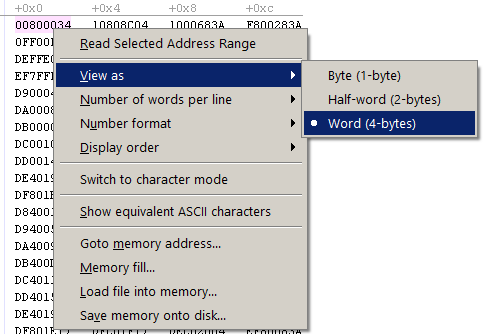 +0x0 +0x4 +0x8 +0xc
00800034 10808C04 1000683A F800283A
0FF00
Read Selected Address Range
DEFFE
EF7FF
View as
Byte (1-byte)
D9000
Number of words per line
Half-word (2-bytes)
DA000
DB000
Number format
Word (4-bytes)
DC001
Display order
DD001
DE401
Switch to character mode
DF801
D8400
Show equivalent ASCII characters
D9400
DA400
Goto memory address...
DB400
Memory fill...
DC401
Load file into memory...
DD401
DE401
Save memory onto disk...